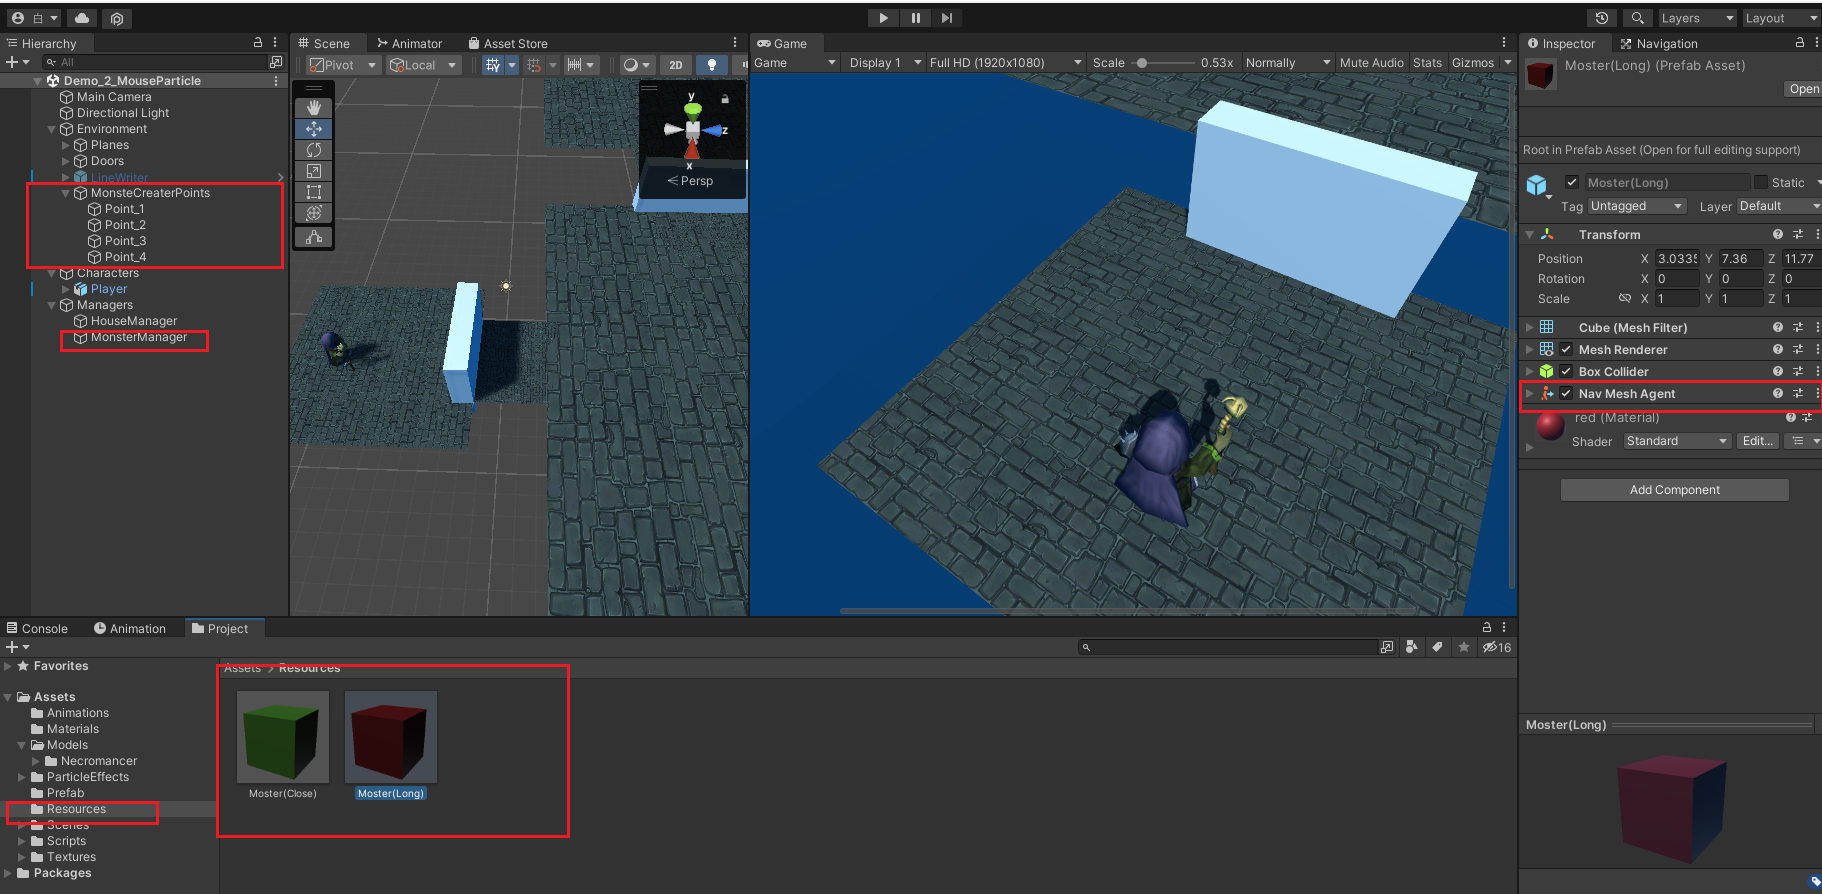 白
Layers
Layout
Hierarchy
All
Demo_2_MouseParticle
Main Camera
Directional Light
Environment
Planes
Doors
LineWriter
MonsteCreaterPoints
Point_1
Point_2
Point_3
Point_4
Characters
Player
Managers
HouseManager
MonsterManager
Scene
Animator
Asset Store
Pivot
Local
2D
y
z
x
Persp
Game
Game
Display 1
Full HD (1920x1080)
Scale
0.53x
Normally
Mute Audio
Stats
Gizmos
Inspector
Navigation
Moster(Long) (Prefab Asset)
Open
Root in Prefab Asset (Open for full editing support)
Moster(Long)
Static
Tag Untagged
Layer Default
Transform
Position X 3.0335 Y 7.36 Z 11.77
Rotation X 0 Y 0 Z 0
Scale X 1 Y 1 Z 1
Cube (Mesh Filter)
Mesh Renderer
Box Collider
Nav Mesh Agent
red (Material)
Shader Standard Edit...
Add Component
Console
Animation
Project
16
Favorites
Assets
Animations
Materials
Models
Necromancer
ParticleEffects
Prefab
Resources
Scenes
Scripts
Textures
Packages
Assets > Resources
Moster(Close)
Moster(Long)
Moster(Long)